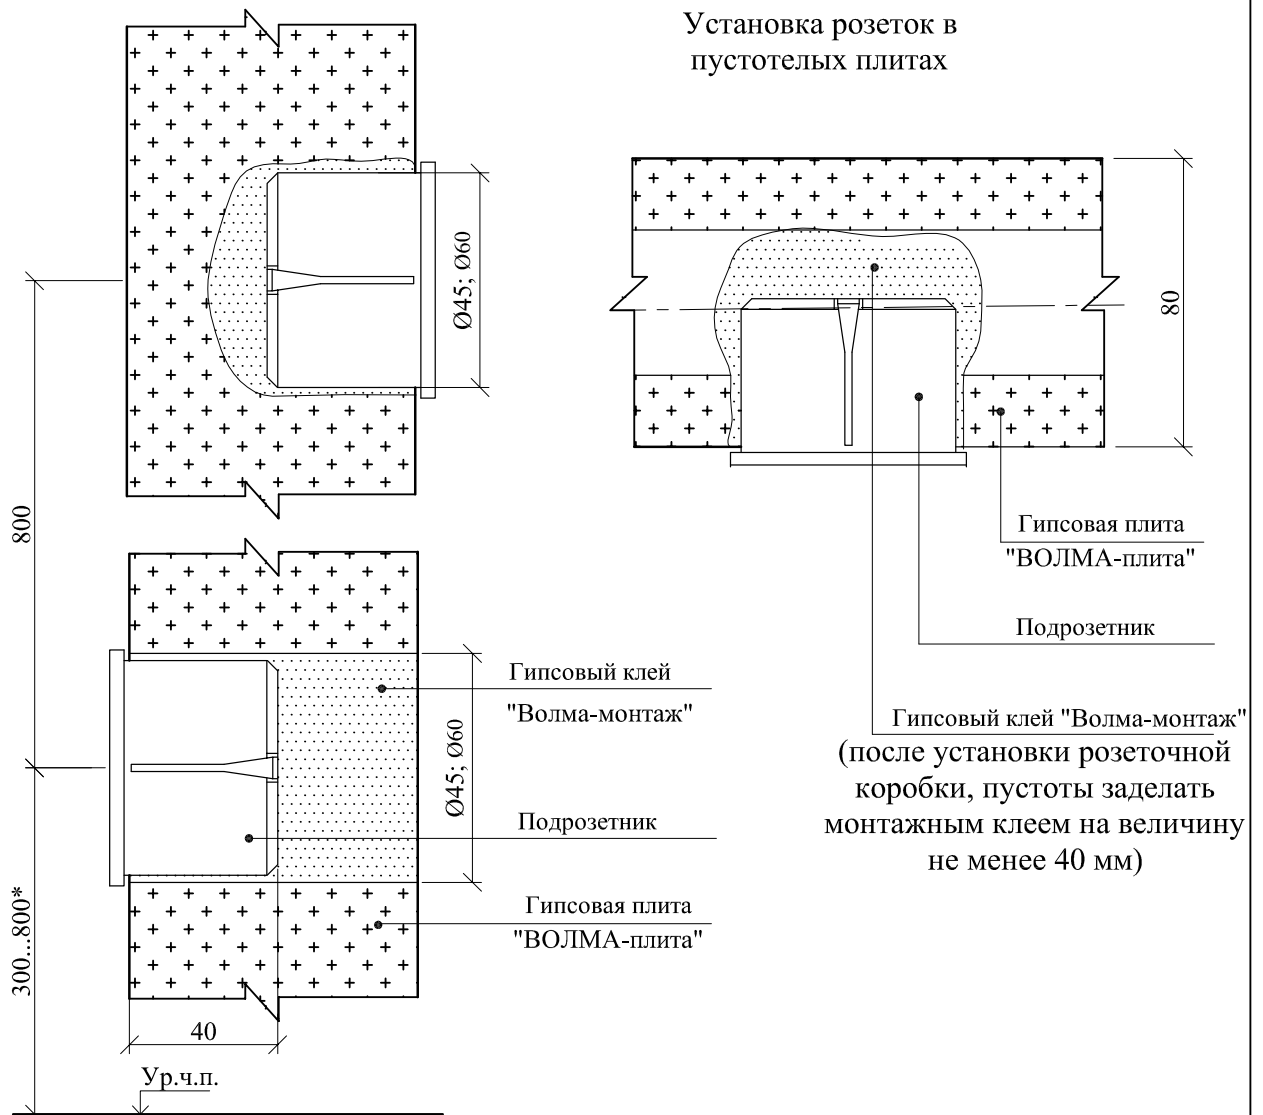 Установка розеток в
пустотелых плитах
Ø45; Ø60
80
800
Гипсовая плита
"ВОЛМА-плита"
Подрозетник
Гипсовый клей "Волма-монтаж"
(после установки розеточной
коробки, пустоты заделать
монтажным клеем на величину
не менее 40 мм)
Гипсовый клей
"Волма-монтаж"
Ø45; Ø60
Подрозетник
Гипсовая плита
"ВОЛМА-плита"
300...800*
40
Ур.ч.п.